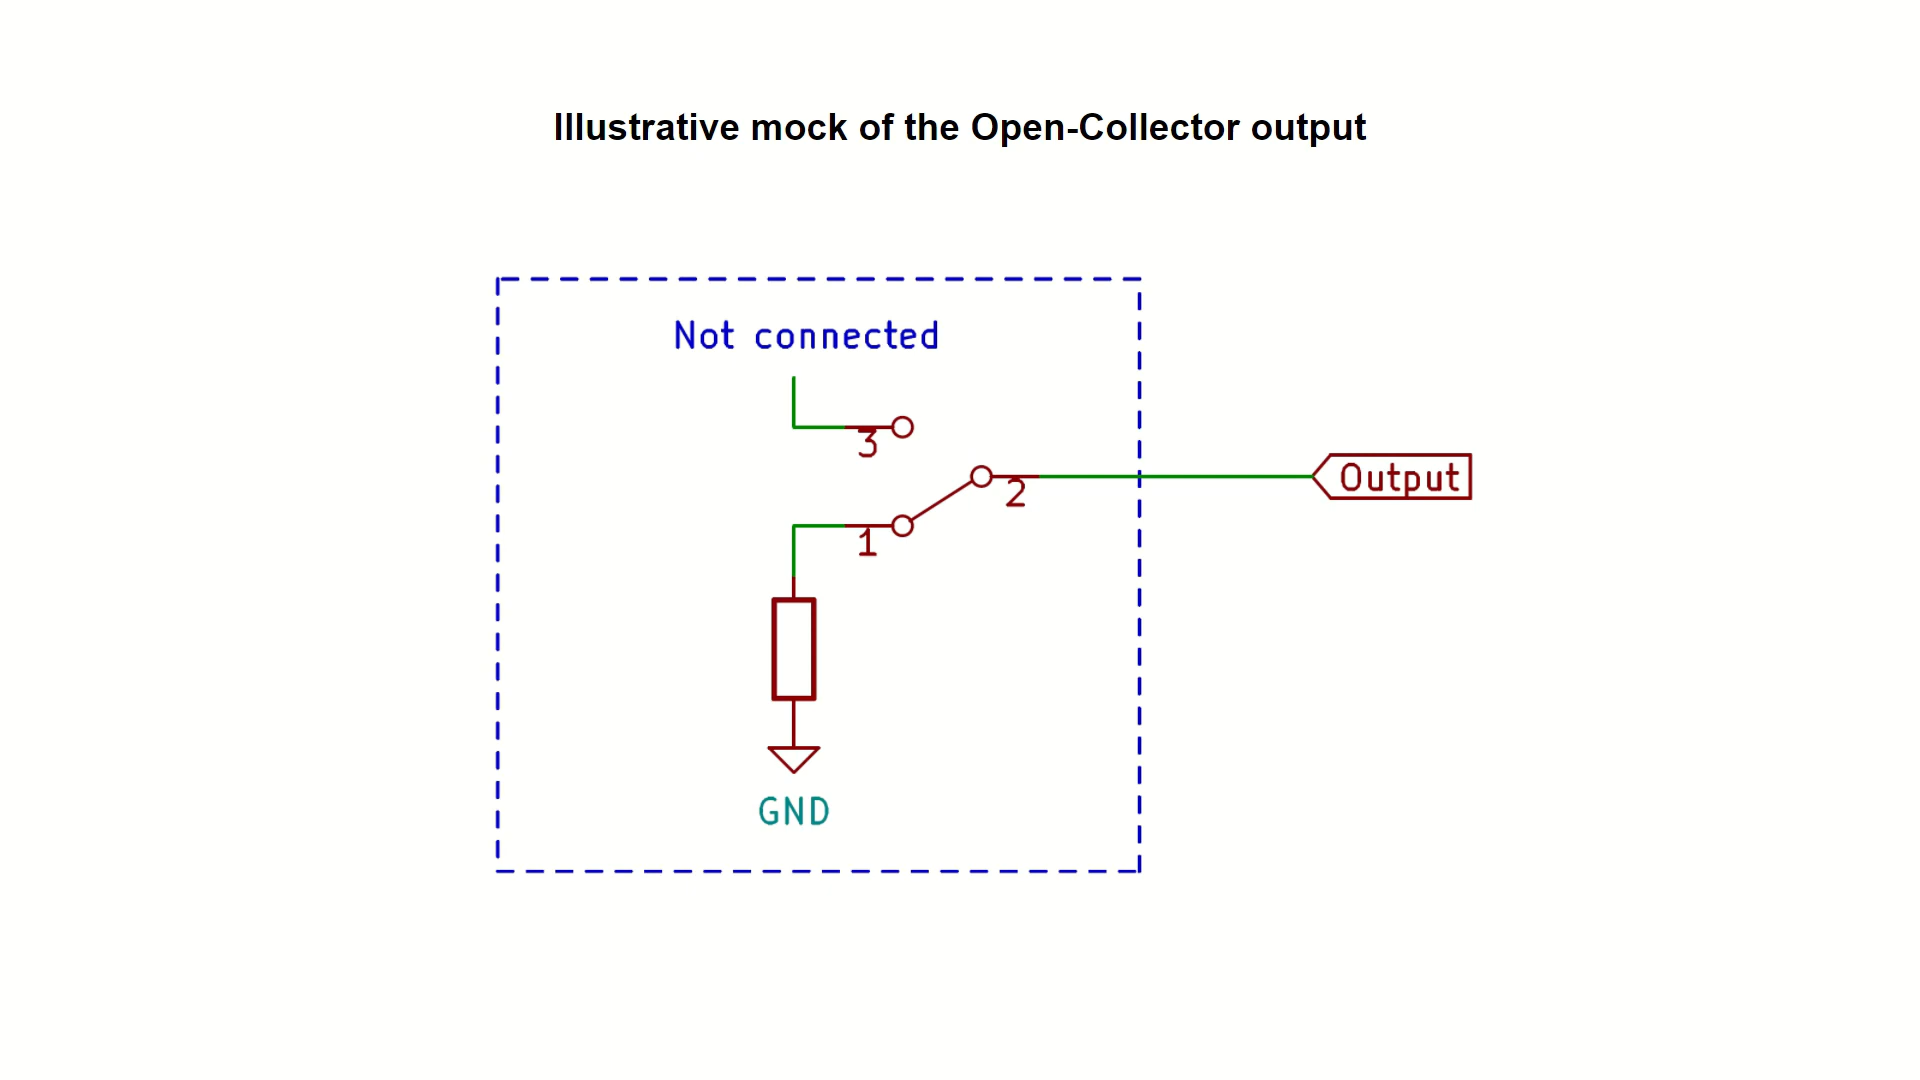 Illustrative mock of the Open-Collector output
Not connected
3
2
Output
1
GND